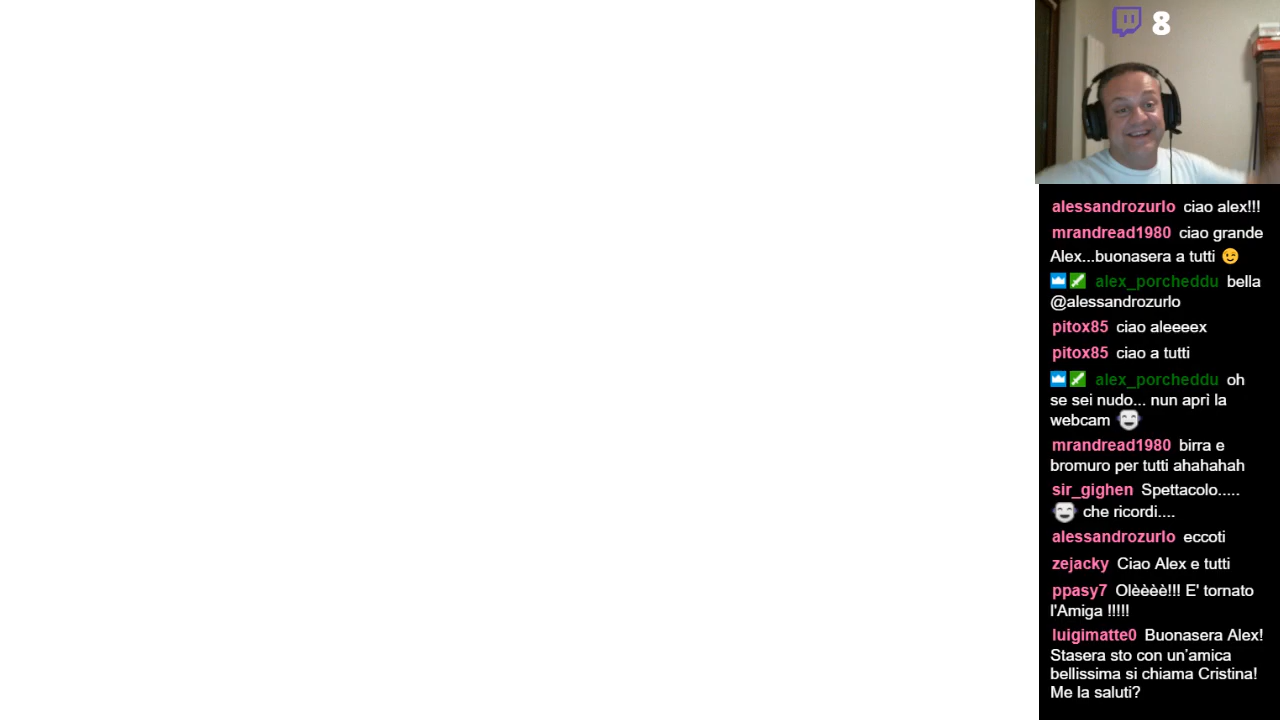 8
alessandrozurlo ciao alex!!!
mrandread1980 ciao grande
Alex...buonasera a tutti 😉
alex_porcheddu bella
@alessandrozurlo
pitox85 ciao aleeeex
pitox85 ciao a tutti
alex_porcheddu oh
se sei nudo... nun aprì la
webcam
mrandread1980 birra e
bromuro per tutti ahahahah
sir_gighen Spettacolo.....
che ricordi....
alessandrozurlo eccoti
zejacky Ciao Alex e tutti
ppasy7 Olèèèè!!! E' tornato
l'Amiga !!!!!
luigimatte0 Buonasera Alex!
Stasera sto con un’amica
bellissima si chiama Cristina!
Me la saluti?